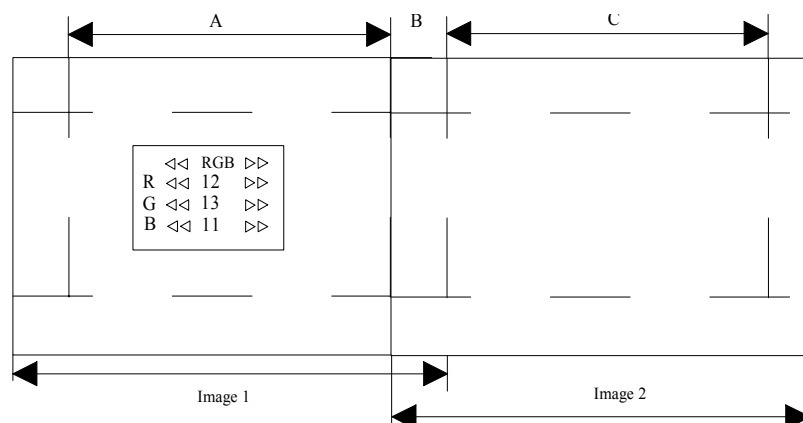 A B C
◁◁ RGB ▷▷
R ◁◁ 12 ▷▷
G ◁◁ 13 ▷▷
B ◁◁ 11 ▷▷
Image 1
Image 2